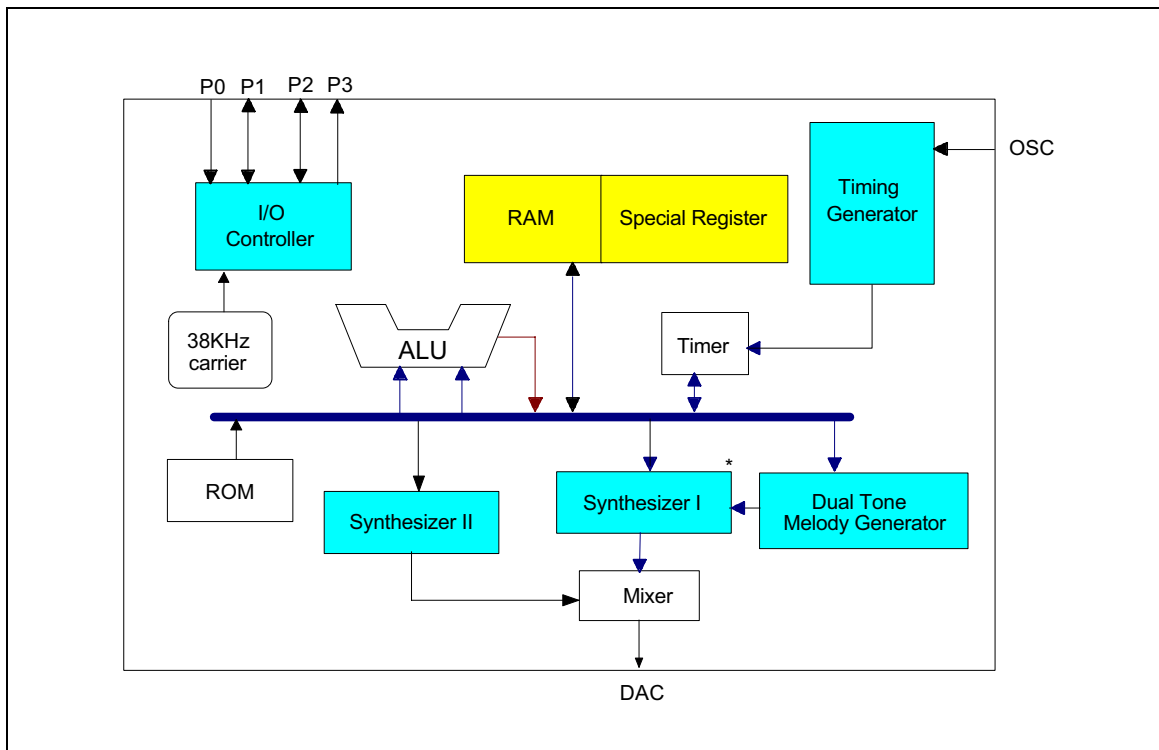 P0 P1 P2 P3
OSC
I/O
Controller
RAM
Special Register
Timing
Generator
38KHz
carrier
ALU
Timer
ROM
Synthesizer II
Synthesizer I
*
Dual Tone
Melody Generator
Mixer
DAC